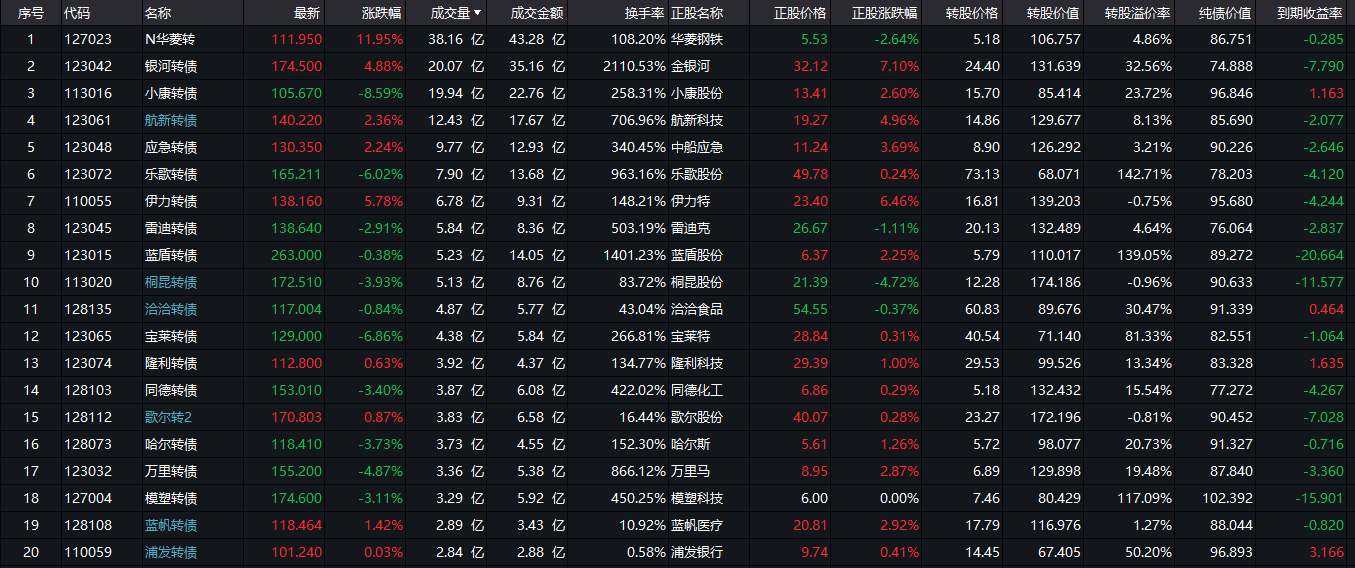 序号 代码 名称 最新 涨跌幅 成交量 成交金额 换手率 正股名称 正股价格 正股涨跌幅 转股价格 转股价值 转股溢价率 纯债价值 到期收益率
1 127023 N华菱转 111.950 11.95% 38.16 亿 43.28 亿 108.20% 华菱钢铁 5.53 -2.64% 5.18 106.757 4.86% 86.751 -0.285
2 123042 银河转债 174.500 4.88% 20.07 亿 35.16 亿 2110.53% 金银河 32.12 7.10% 24.40 131.639 32.56% 74.888 -7.790
3 113016 小康转债 105.670 -8.59% 19.94 亿 22.76 亿 258.31% 小康股份 13.41 2.60% 15.70 85.414 23.72% 96.846 1.163
4 123061 航新转债 140.220 2.36% 12.43 亿 17.67 亿 706.96% 航新科技 19.27 4.96% 14.86 129.677 8.13% 85.690 -2.077
5 123048 应急转债 130.350 2.24% 9.77 亿 12.93 亿 340.45% 中船应急 11.24 3.69% 8.90 126.292 3.21% 90.226 -2.646
6 123072 乐歌转债 165.211 -6.02% 7.90 亿 13.68 亿 963.16% 乐歌股份 49.78 0.24% 73.13 68.071 142.71% 78.203 -4.120
7 110055 伊力转债 138.160 5.78% 6.78 亿 9.31 亿 148.21% 伊力特 23.40 6.46% 16.81 139.203 -0.75% 95.680 -4.244
8 123045 雷迪转债 138.640 -2.91% 5.84 亿 8.36 亿 503.19% 雷迪克 26.67 -1.11% 20.13 132.489 4.64% 76.064 -2.837
9 123015 蓝盾转债 263.000 -0.38% 5.23 亿 14.05 亿 1401.23% 蓝盾股份 6.37 2.25% 5.79 110.017 139.05% 89.272 -20.664
10 113020 桐昆转债 172.510 -3.93% 5.13 亿 8.76 亿 83.72% 桐昆股份 21.39 -4.72% 12.28 174.186 -0.96% 90.633 -11.577
11 128135 洽洽转债 117.004 -0.84% 4.87 亿 5.77 亿 43.04% 洽洽食品 54.55 -0.37% 60.83 89.676 30.47% 91.339 0.464
12 123065 宝莱转债 129.000 -6.86% 4.38 亿 5.84 亿 266.81% 宝莱特 28.84 0.31% 40.54 71.140 81.33% 82.551 -1.064
13 123074 隆利转债 112.800 0.63% 3.92 亿 4.37 亿 134.77% 隆利科技 29.39 1.00% 29.53 99.526 13.34% 83.328 1.635
14 128103 同德转债 153.010 -3.40% 3.87 亿 6.08 亿 422.02% 同德化工 6.86 0.29% 5.18 132.432 15.54% 77.272 -4.267
15 128112 歌尔转2 170.803 0.87% 3.83 亿 6.58 亿 16.44% 歌尔股份 40.07 0.28% 23.27 172.196 -0.81% 90.452 -7.028
16 128073 哈尔转债 118.410 -3.73% 3.73 亿 4.55 亿 152.30% 哈尔斯 5.61 1.26% 5.72 98.077 20.73% 91.327 -0.716
17 123032 万里转债 155.200 -4.87% 3.36 亿 5.38 亿 866.12% 万里马 8.95 2.87% 6.89 129.898 19.48% 87.840 -3.360
18 127004 模塑转债 174.600 -3.11% 3.29 亿 5.92 亿 450.25% 模塑科技 6.00 0.00% 7.46 80.429 117.09% 102.392 -15.901
19 128108 蓝帆转债 118.464 1.42% 2.89 亿 3.43 亿 10.92% 蓝帆医疗 20.81 2.92% 17.79 116.976 1.27% 88.044 -0.820
20 110059 浦发转债 101.240 0.03% 2.84 亿 2.88 亿 0.58% 浦发银行 9.74 0.41% 14.45 67.405 50.20% 96.893 3.166